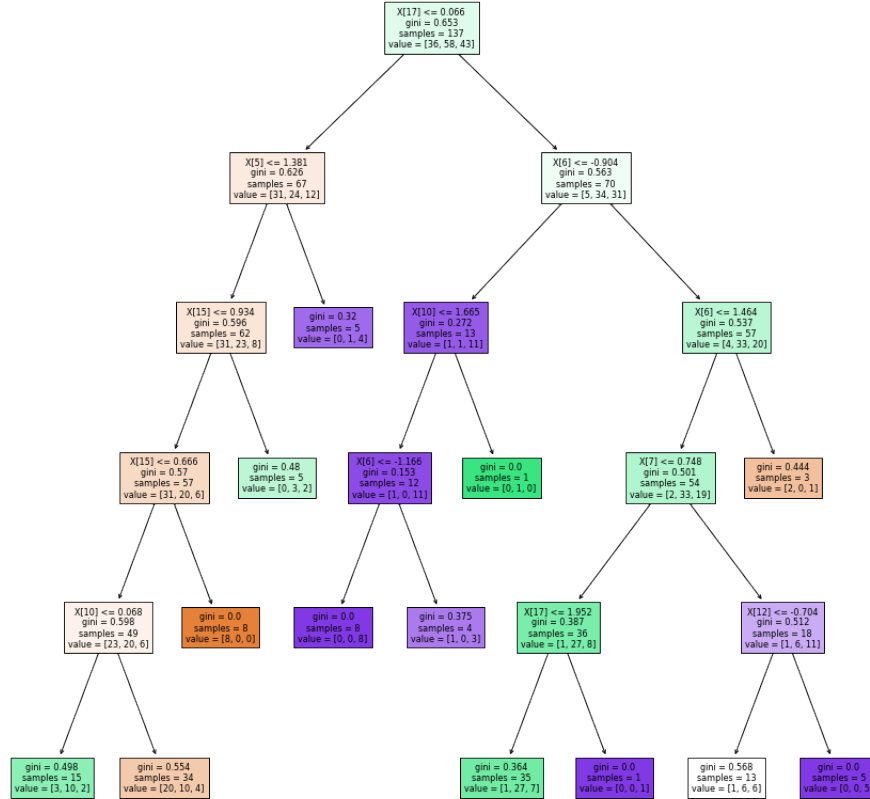 X[17] <= 0.066
gini = 0.653
samples = 137
value = [36, 58, 43]
X[5] <= 1.381
gini = 0.626
samples = 67
value = [31, 24, 12]
X[6] <= -0.904
gini = 0.563
samples = 70
value = [5, 34, 31]
X[15] <= 0.934
gini = 0.596
samples = 62
value = [31, 23, 8]
gini = 0.32
samples = 5
value = [0, 1, 4]
X[10] <= 1.665
gini = 0.272
samples = 13
value = [1, 1, 11]
X[6] <= 1.464
gini = 0.537
samples = 57
value = [4, 33, 20]
X[15] <= 0.666
gini = 0.57
samples = 57
value = [31, 20, 6]
gini = 0.48
samples = 5
value = [0, 3, 2]
X[6] <= -1.166
gini = 0.153
samples = 12
value = [1, 0, 11]
gini = 0.0
samples = 1
value = [0, 1, 0]
X[7] <= 0.748
gini = 0.501
samples = 54
value = [2, 33, 19]
gini = 0.444
samples = 3
value = [2, 0, 1]
X[10] <= 0.068
gini = 0.598
samples = 49
value = [23, 20, 6]
gini = 0.0
samples = 8
value = [8, 0, 0]
gini = 0.0
samples = 8
value = [0, 0, 8]
gini = 0.375
samples = 4
value = [1, 0, 3]
X[17] <= 1.952
gini = 0.387
samples = 36
value = [1, 27, 8]
X[12] <= -0.704
gini = 0.512
samples = 18
value = [1, 6, 11]
gini = 0.498
samples = 15
value = [3, 10, 2]
gini = 0.554
samples = 34
value = [20, 10, 4]
gini = 0.364
samples = 35
value = [1, 27, 7]
gini = 0.0
samples = 1
value = [0, 0, 1]
gini = 0.568
samples = 13
value = [1, 6, 6]
gini = 0.0
samples = 5
value = [0, 0, 5]